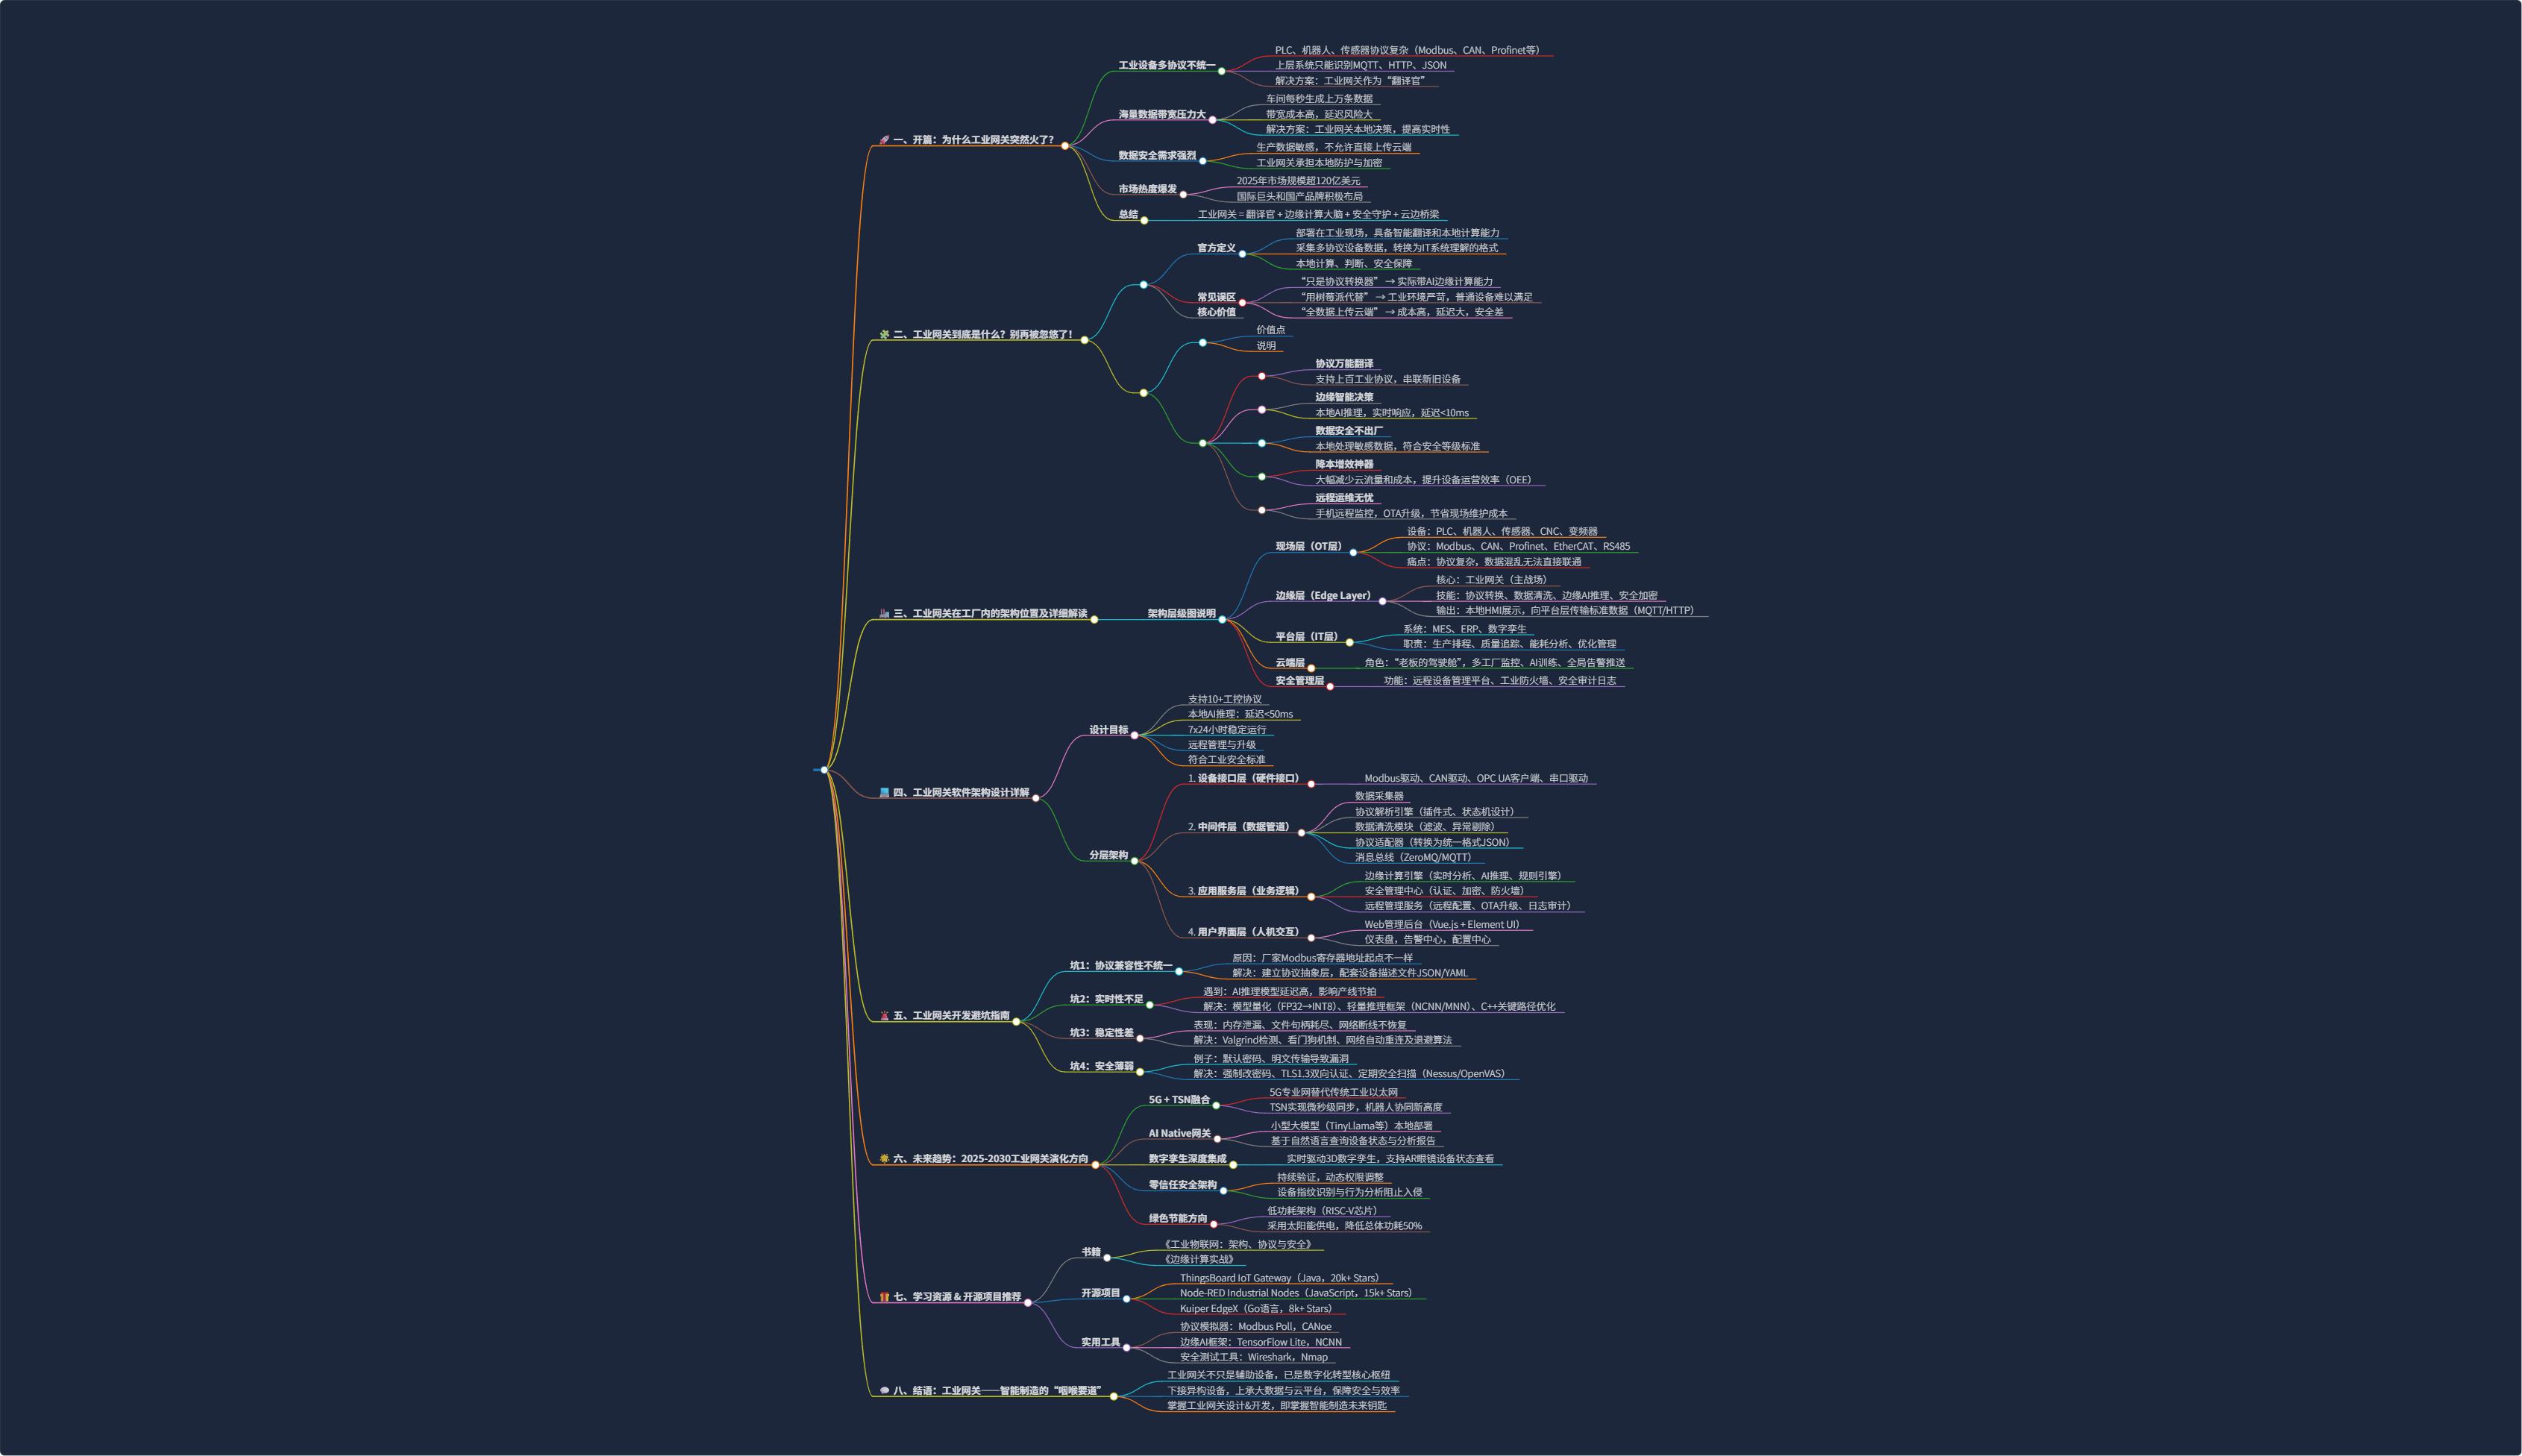 🚀 一、开篇：为什么工业网关突然火了？
工业设备多协议不统一
PLC、机器人、传感器协议复杂（Modbus、CAN、Profinet等）
上层系统只能识别MQTT、HTTP、JSON
解决方案：工业网关作为“翻译官”
海量数据带宽压力大
车间每秒生成上万条数据
带宽成本高，延迟风险大
解决方案：工业网关本地决策，提高实时性
数据安全需求强烈
生产数据敏感，不允许直接上传云端
工业网关承担本地防护与加密
市场热度爆发
2025年市场规模超120亿美元
国际巨头和国产品牌积极布局
总结
工业网关 = 翻译官 + 边缘计算大脑 + 安全守护 + 云边桥梁
🧩 二、工业网关到底是什么？别再被忽悠了！
官方定义
部署在工业现场，具备智能翻译和本地计算能力
采集多协议设备数据，转换为IT系统理解的格式
本地计算、判断、安全保障
常见误区
“只是协议转换器” → 实际带AI边缘计算能力
“用树莓派代替” → 工业环境严苛，普通设备难以满足
“全数据上传云端” → 成本高，延迟大，安全差
核心价值
价值点
说明
协议万能翻译
支持上百工业协议，串联新旧设备
边缘智能决策
本地AI推理，实时响应，延迟<10ms
数据安全不出厂
本地处理敏感数据，符合安全等级标准
降本增效神器
大幅减少云流量和成本，提升设备运营效率（OEE）
远程运维无忧
手机远程监控，OTA升级，节省现场维护成本
🏭 三、工业网关在工厂内的架构位置及详细解读
架构层级图说明
现场层（OT层）
设备：PLC、机器人、传感器、CNC、变频器
协议：Modbus、CAN、Profinet、EtherCAT、RS485
痛点：协议复杂，数据混乱无法直接联通
边缘层（Edge Layer）
核心：工业网关（主战场）
技能：协议转换、数据清洗、边缘AI推理、安全加密
输出：本地HMI展示，向平台层传输标准数据（MQTT/HTTP）
平台层（IT层）
系统：MES、ERP、数字孪生
职责：生产排程、质量追踪、能耗分析、优化管理
云端层
角色：“老板的驾驶舱”，多工厂监控、AI训练、全局告警推送
安全管理层
功能：远程设备管理平台、工业防火墙、安全审计日志
四、工业网关软件架构设计详解
设计目标
支持10+工控协议
本地AI推理：延迟<50ms
7x24小时稳定运行
远程管理与升级
符合工业安全标准
分层架构
1. 设备接口层（硬件接口）
Modbus驱动、CAN驱动、OPC UA客户端、串口驱动
2. 中间件层（数据管道）
数据采集器
协议解析引擎（插件式、状态机设计）
数据清洗模块（滤波、异常剔除）
协议适配器（转换为统一格式JSON）
消息总线（ZeroMQ/MQTT）
3. 应用服务层（业务逻辑）
边缘计算引擎（实时分析、AI推理、规则引擎）
安全管理中心（认证、加密、防火墙）
远程管理服务（远程配置、OTA升级、日志审计）
4. 用户界面层（人机交互）
Web管理后台（Vue.js + Element UI）
仪表盘，告警中心，配置中心
🚨 五、工业网关开发避坑指南
坑1：协议兼容性不统一
原因：厂家Modbus寄存器地址起点不一样
解决：建立协议抽象层，配套设备描述文件JSON/YAML
坑2：实时性不足
遇到：AI推理模型延迟高，影响产线节拍
解决：模型量化（FP32→INT8）、轻量推理框架（NCNN/MNN）、C++关键路径优化
坑3：稳定性差
表现：内存泄漏、文件句柄耗尽、网络断线不恢复
解决：Valgrind检测、看门狗机制、网络自动重连及退避算法
坑4：安全薄弱
例子：默认密码、明文传输导致漏洞
解决：强制改密码、TLS1.3双向认证、定期安全扫描（Nessus/OpenVAS）
🌟 六、未来趋势：2025-2030工业网关演化方向
5G + TSN融合
5G专业网替代传统工业以太网
TSN实现微秒级同步，机器人协同新高度
AI Native网关
小型大模型（TinyLlama等）本地部署
基于自然语言查询设备状态与分析报告
数字孪生深度集成
实时驱动3D数字孪生，支持AR眼镜设备状态查看
零信任安全架构
持续验证，动态权限调整
设备指纹识别与行为分析阻止入侵
绿色节能方向
低功耗架构（RISC-V芯片）
采用太阳能供电，降低总体功耗50%
🎁 七、学习资源 & 开源项目推荐
书籍
《工业物联网：架构、协议与安全》
《边缘计算实战》
开源项目
ThingsBoard IoT Gateway（Java，20k+ Stars）
Node-RED Industrial Nodes（JavaScript，15k+ Stars）
Kuiper EdgeX（Go语言，8k+ Stars）
实用工具
协议模拟器：Modbus Poll，CANoe
边缘AI框架：TensorFlow Lite，NCNN
安全测试工具：Wireshark，Nmap
💬 八、结语：工业网关——智能制造的“咽喉要道”
工业网关不只是辅助设备，已是数字化转型核心枢纽
下接异构设备，上承大数据与云平台，保障安全与效率
掌握工业网关设计&开发，即掌握智能制造未来钥匙